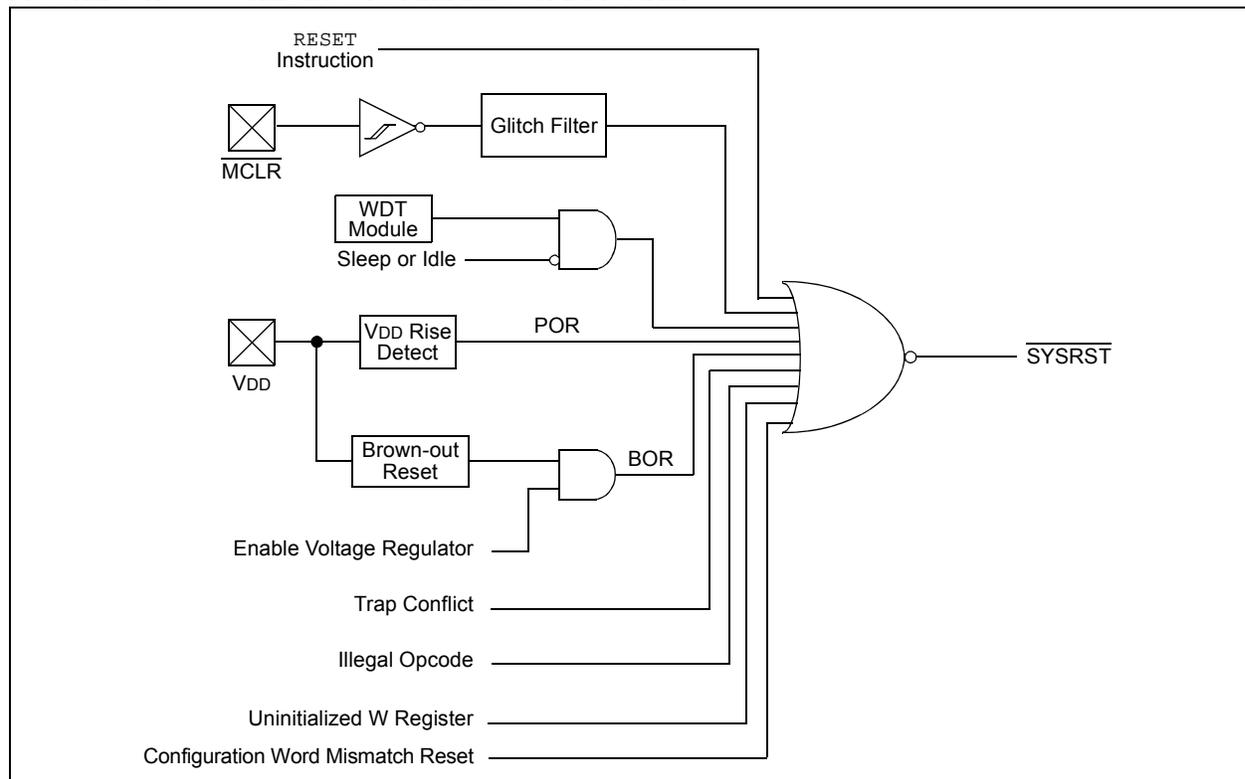 RESET
Instruction
Glitch Filter
MCLR
WDT
Module
Sleep or Idle
VDD Rise
Detect
POR
SYSRST
VDD
Brown-out
Reset
BOR
Enable Voltage Regulator
Trap Conflict
Illegal Opcode
Uninitialized W Register
Configuration Word Mismatch Reset